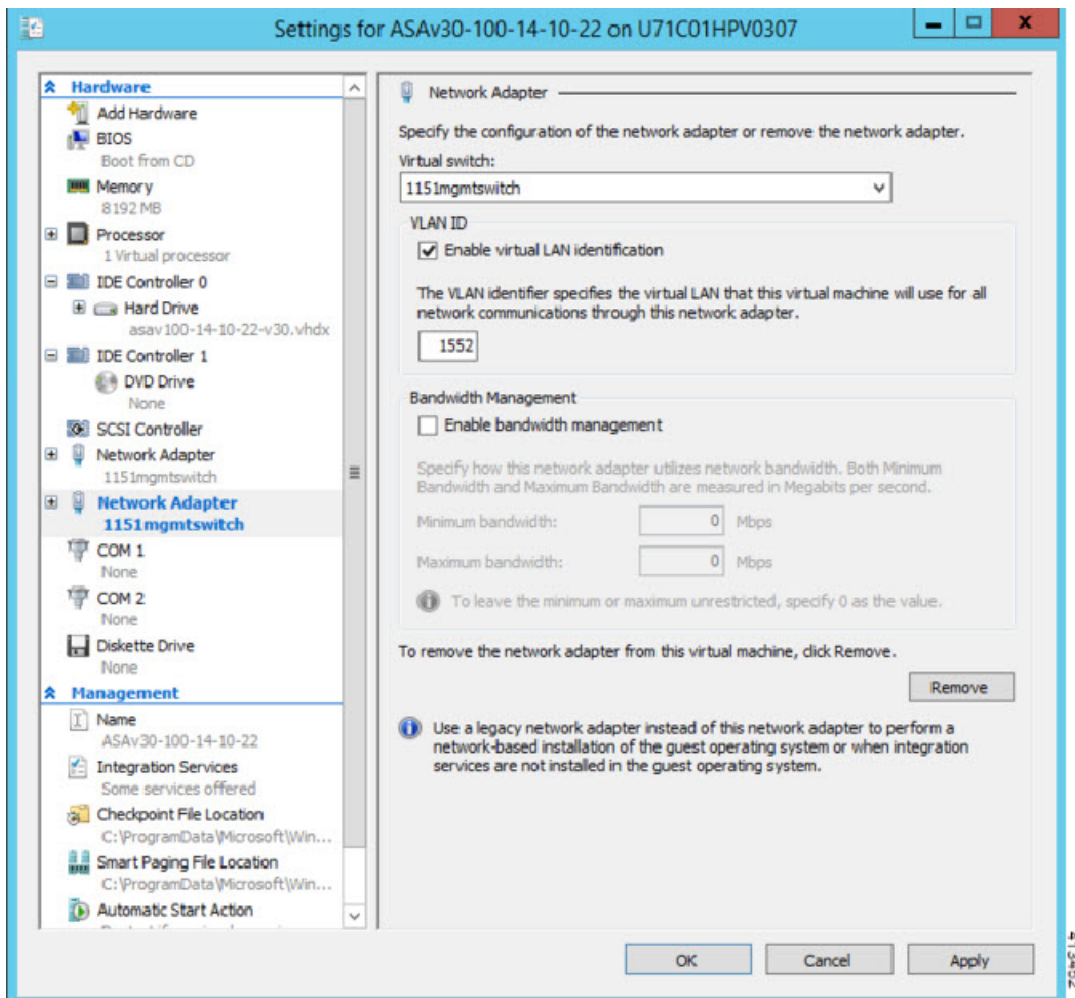 Settings for ASAv30-100-14-10-22 on U71C01HPV0307
Hardware
Add Hardware
BIOS
Boot from CD
Memory
8192 MB
Processor
1 Virtual processor
IDE Controller 0
Hard Drive
asav100-14-10-22-v30.vhdx
IDE Controller 1
DVD Drive
None
SCSI Controller
Network Adapter
1151mgmtswitch
Network Adapter
1151mgmtswitch
COM 1
None
COM 2
None
Diskette Drive
None
Management
Name
ASAv30-100-14-10-22
Integration Services
Some services offered
Checkpoint File Location
C:\ProgramData\Microsoft\Win...
Smart Paging File Location
C:\ProgramData\Microsoft\Win...
Automatic Start Action
Network Adapter
Specify the configuration of the network adapter or remove the network adapter.
Virtual switch:
1151mgmtswitch
VLAN ID
Enable virtual LAN identification
The VLAN identifier specifies the virtual LAN that this virtual machine will use for all
network communications through this network adapter.
1552
Bandwidth Management
Enable bandwidth management
Specify how this network adapter utilizes network bandwidth. Both Minimum
Bandwidth and Maximum Bandwidth are measured in Megabits per second.
Minimum bandwidth: 0 Mbps
Maximum bandwidth: 0 Mbps
To leave the minimum or maximum unrestricted, specify 0 as the value.
To remove the network adapter from this virtual machine, click Remove.
Remove
Use a legacy network adapter instead of this network adapter to perform a
network-based installation of the guest operating system or when integration
services are not installed in the guest operating system.
OK Cancel Apply